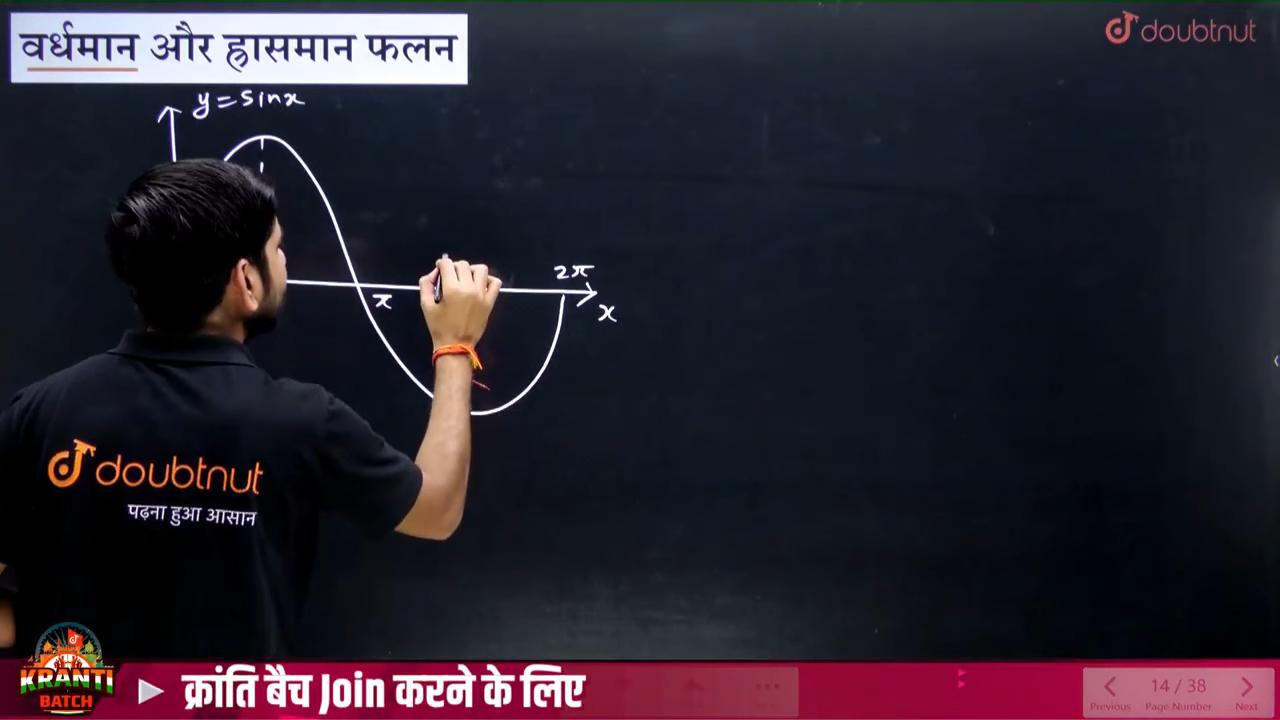 वर्धमान और ह्रासमान फलन
doubtnut
y = sinx
2π
π
x
doubtnut
पढ़ना हुआ आसान
KRANTI
BATCH
क्रांति बैच Join करने के लिए
14 / 38
Previous Page Number Next